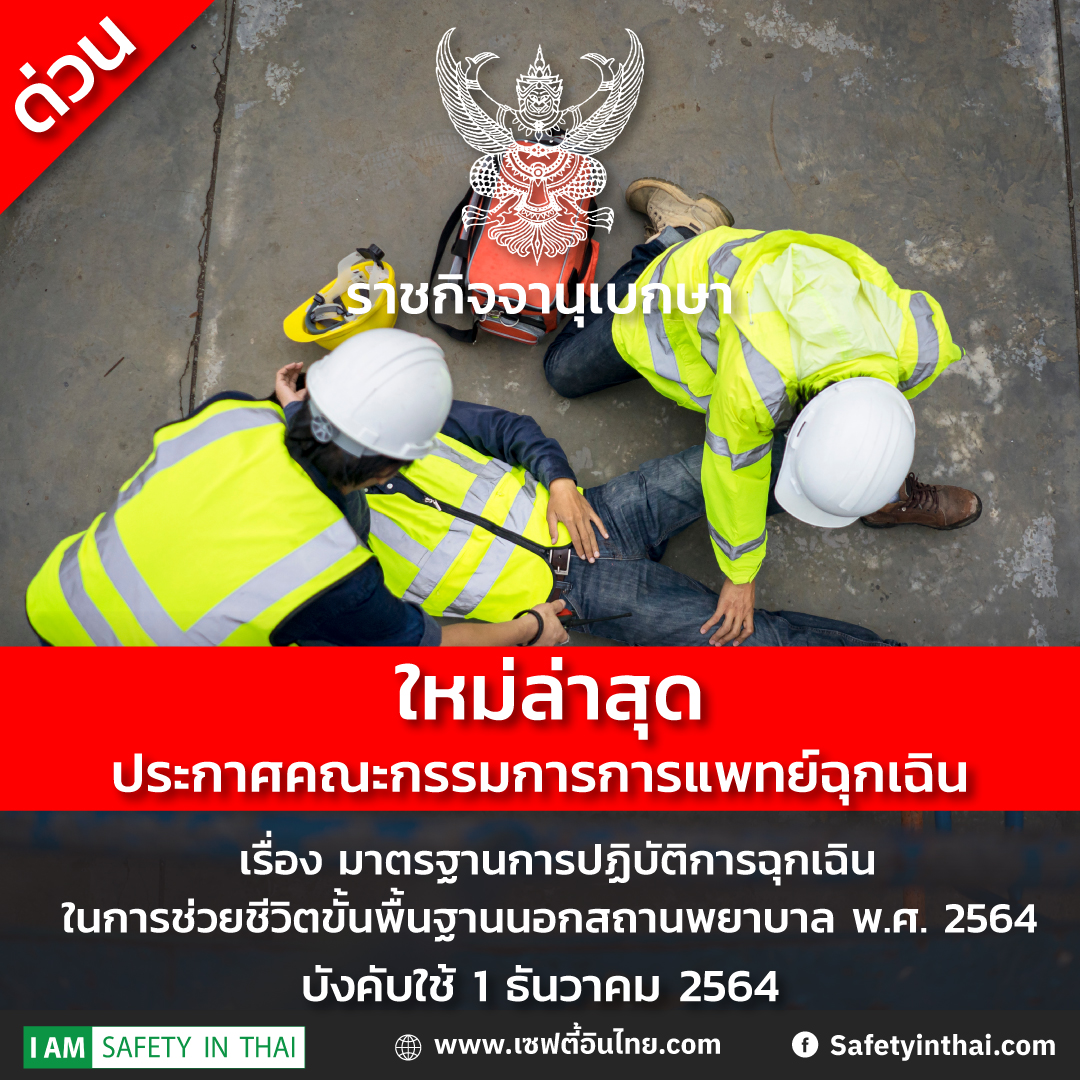 ด่วน
ราชกิจจานุเบกษา
ใหม่ล่าสุด
ประกาศคณะกรรมการการแพทย์ฉุกเฉิน
เรื่อง มาตรฐานการปฏิบัติการฉุกเฉิน
ในการช่วยชีวิตขั้นพื้นฐานนอกสถานพยาบาล พ.ศ. 2564
บังคับใช้ 1 ธันวาคม 2564
I AM SAFETY IN THAI
www.เซฟตี้อินไทย.com
Safetyinthai.com